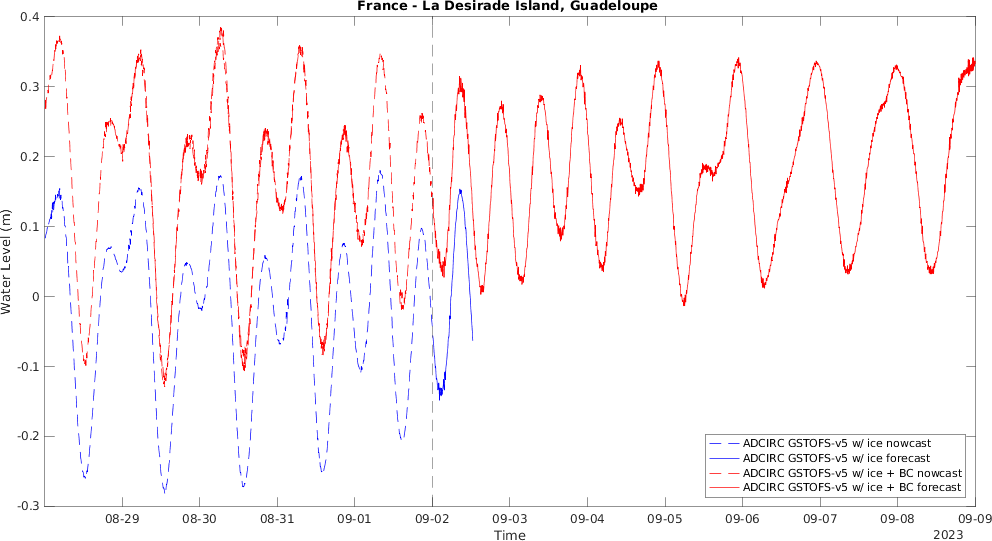 France - La Desirade Island, Guadeloupe
0.4
0.3
0.2
0.1
0
-0.1
-0.2
-0.3
Water Level (m)
ADCIRC GSTOFS-v5 w/ ice nowcast
ADCIRC GSTOFS-v5 w/ ice forecast
ADCIRC GSTOFS-v5 w/ ice + BC nowcast
ADCIRC GSTOFS-v5 w/ ice + BC forecast
08-29 08-30 08-31 09-01 09-02 09-03 09-04 09-05 09-06 09-07 09-08 09-09
Time
2023